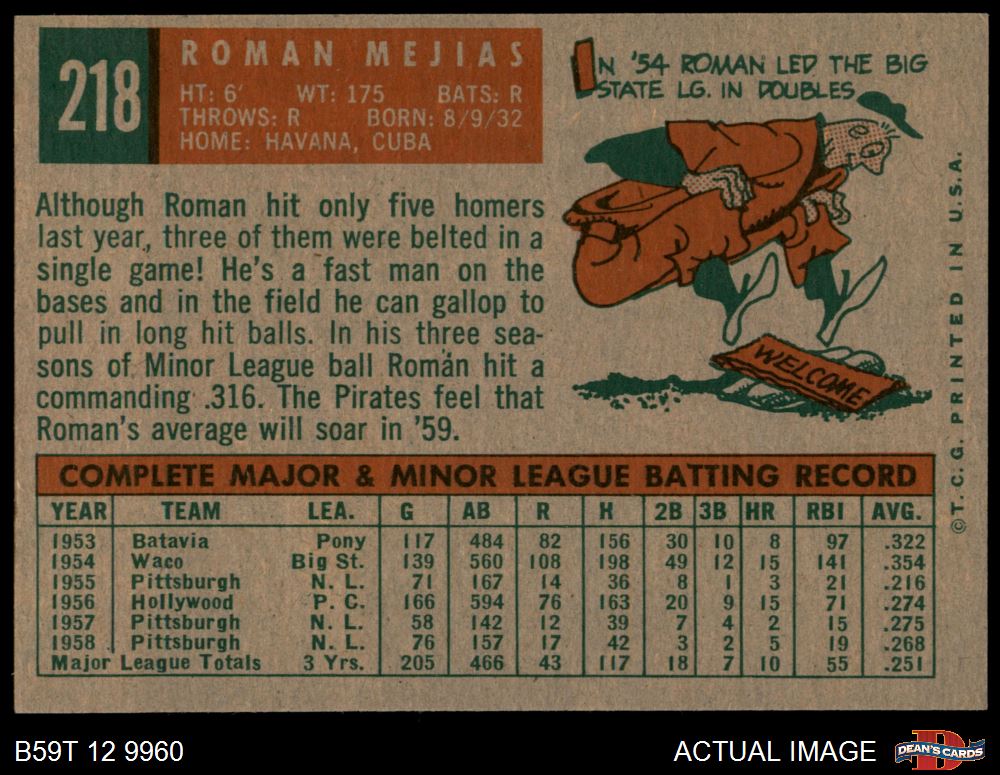 218
ROMAN MEJIAS
HT: 6' WT: 175 BATS: R
THROWS: R BORN: 8/9/32
HOME: HAVANA, CUBA
Although Roman hit only five homers
last year, three of them were belted in a
single game! He's a fast man on the
bases and in the field he can gallop to
pull in long hit balls. In his three sea-
sons of Minor League ball Roman hit a
commanding .316. The Pirates feel that
Roman's average will soar in '59.
IN '54 ROMAN LED THE BIG
STATE LG. IN DOUBLES
WELCOME
©T.C.G. PRINTED IN U.S.A.
COMPLETE MAJOR & MINOR LEAGUE BATTING RECORD
YEAR TEAM LEA. G AB R H 2B 3B HR RBI AVG.
1953 Batavia Pony 117 484 82 156 30 10 8 97 .322
1954 Waco Big St. 139 560 108 198 49 12 15 141 .354
1955 Pittsburgh N. L. 71 167 14 36 8 1 3 21 .216
1956 Hollywood P. C. 166 594 76 163 20 9 15 71 .274
1957 Pittsburgh N. L. 58 142 12 39 7 4 2 15 .275
1958 Pittsburgh N. L. 76 157 17 42 3 2 5 19 .268
Major League Totals 3 Yrs. 205 466 43 117 18 7 10 55 .251
B59T 12 9960
ACTUAL IMAGE
D
DEAN'S CARDS